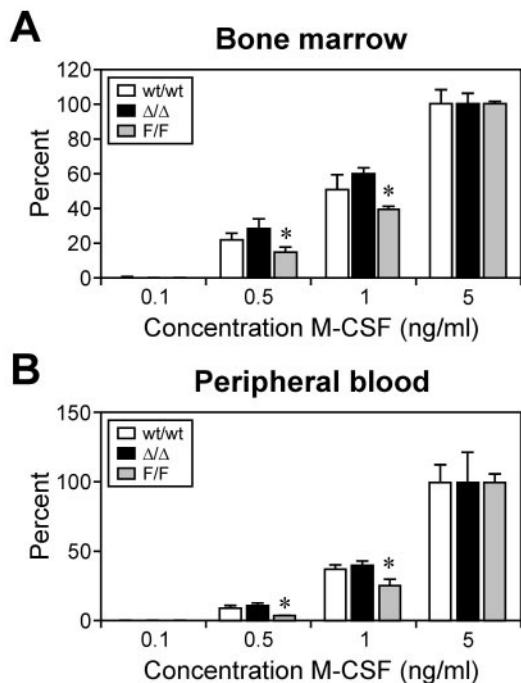 A
Bone marrow
120
100
80
60
40
20
0
Percent
wt/wt
Δ/Δ
F/F
*
*
0.1 0.5 1 5
Concentration M-CSF (ng/ml)
B
Peripheral blood
150
100
50
0
Percent
wt/wt
Δ/Δ
F/F
*
*
0.1 0.5 1 5
Concentration M-CSF (ng/ml)